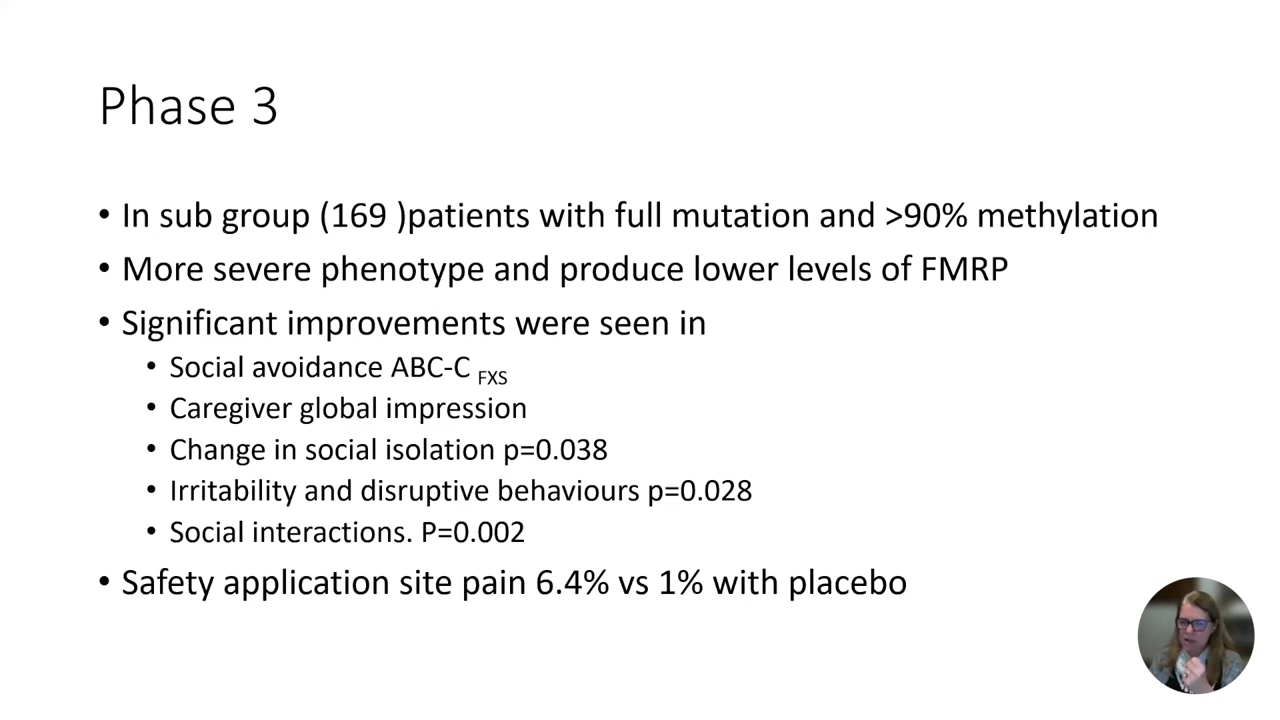 Phase 3
• In sub group (169 )patients with full mutation and >90% methylation
• More severe phenotype and produce lower levels of FMRP
• Significant improvements were seen in
• Social avoidance ABC-C FXS
• Caregiver global impression
• Change in social isolation p=0.038
• Irritability and disruptive behaviours p=0.028
• Social interactions. P=0.002
• Safety application site pain 6.4% vs 1% with placebo